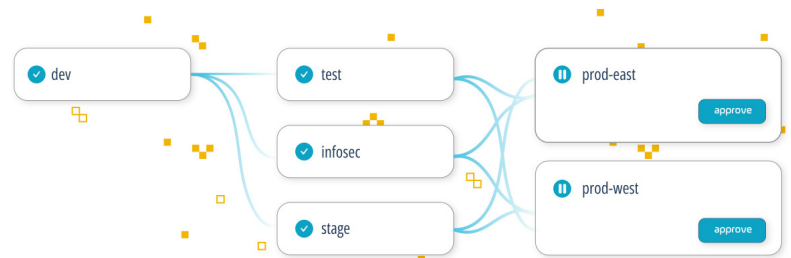 dev
test
infosec
stage
prod-east
approve
prod-west
approve